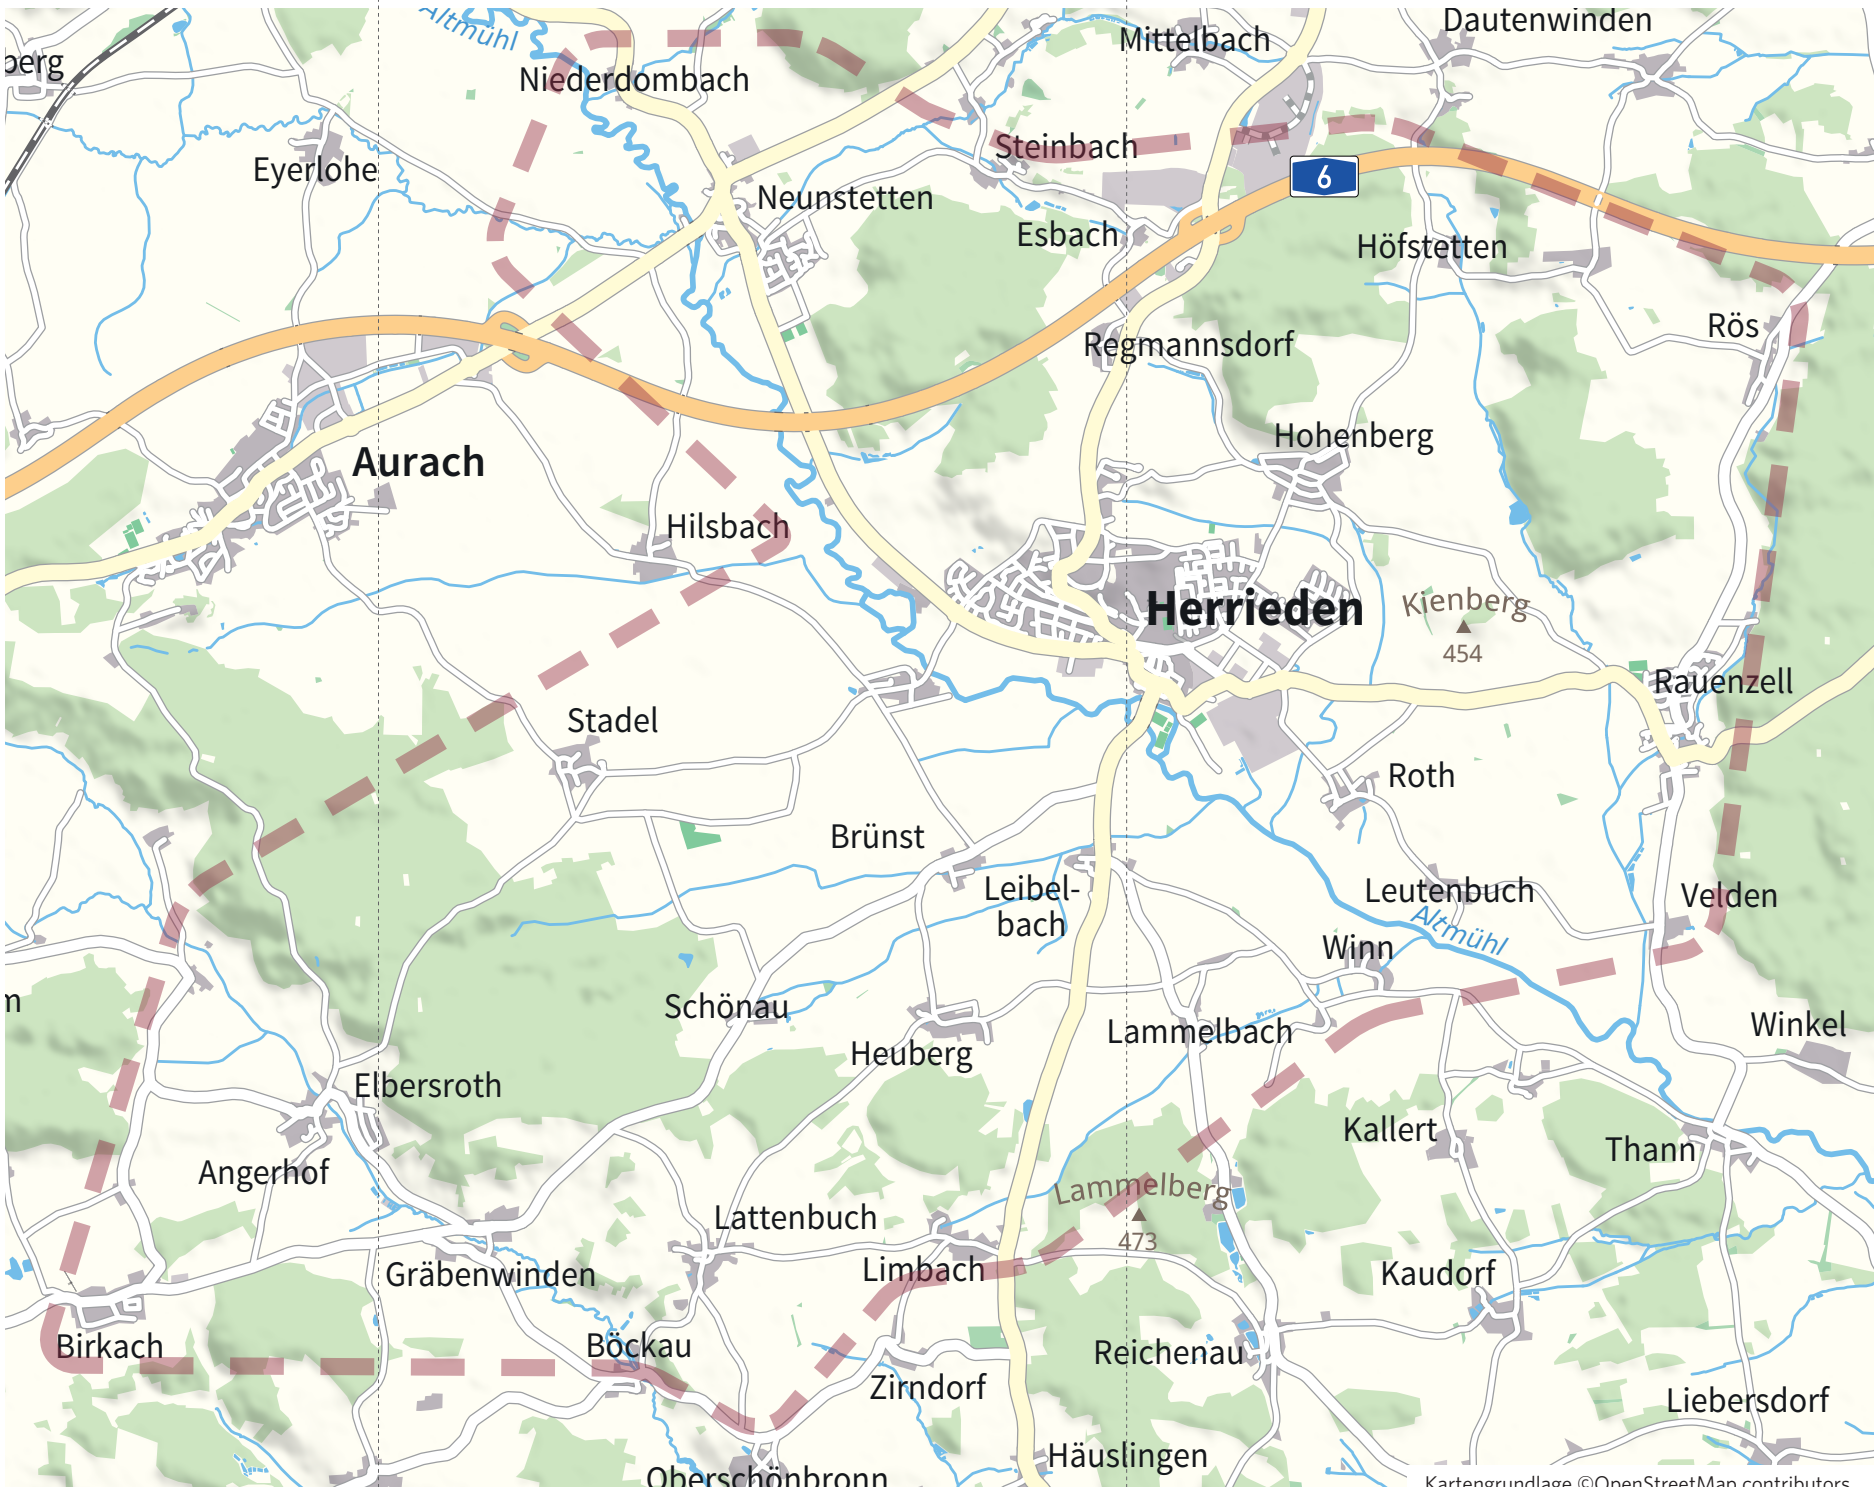 Altmühl
Dautenwinden
Mittelbach
berg
Niederdombach
Steinbach
Eyerlohe
6
Neunstetten
Esbach
Höfstetten
Rös
Regmannsdorf
Hohenberg
Aurach
Hilsbach
Herrieden
Kienberg
454
Rauenzell
Stadel
Roth
Brünst
Leibel-
bach
Leutenbuch
Velden
Altmühl
Winn
m
Schönau
Lammelbach
Winkel
Heuberg
Elbersroth
Kallert
Thann
Angerhof
Lammelberg
473
Lattenbuch
Limbach
Gräbenwinden
Kaudorf
Birkach
Böckau
Reichenau
Zirndorf
Liebersdorf
Häuslingen
Oberschönbronn
Kartengrundlage ©OpenStreetMap contributors